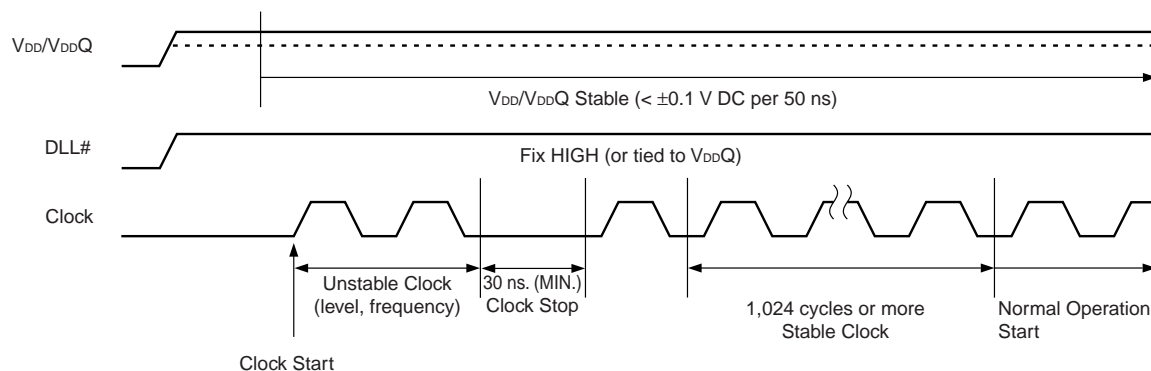 VDD/VDDQ
VDD/VDDQ Stable (< ±0.1 V DC per 50 ns)
DLL#
Fix HIGH (or tied to VDDQ)
Clock
Unstable Clock
(level, frequency)
30 ns. (MIN.)
Clock Stop
1,024 cycles or more
Stable Clock
Normal Operation
Start
Clock Start